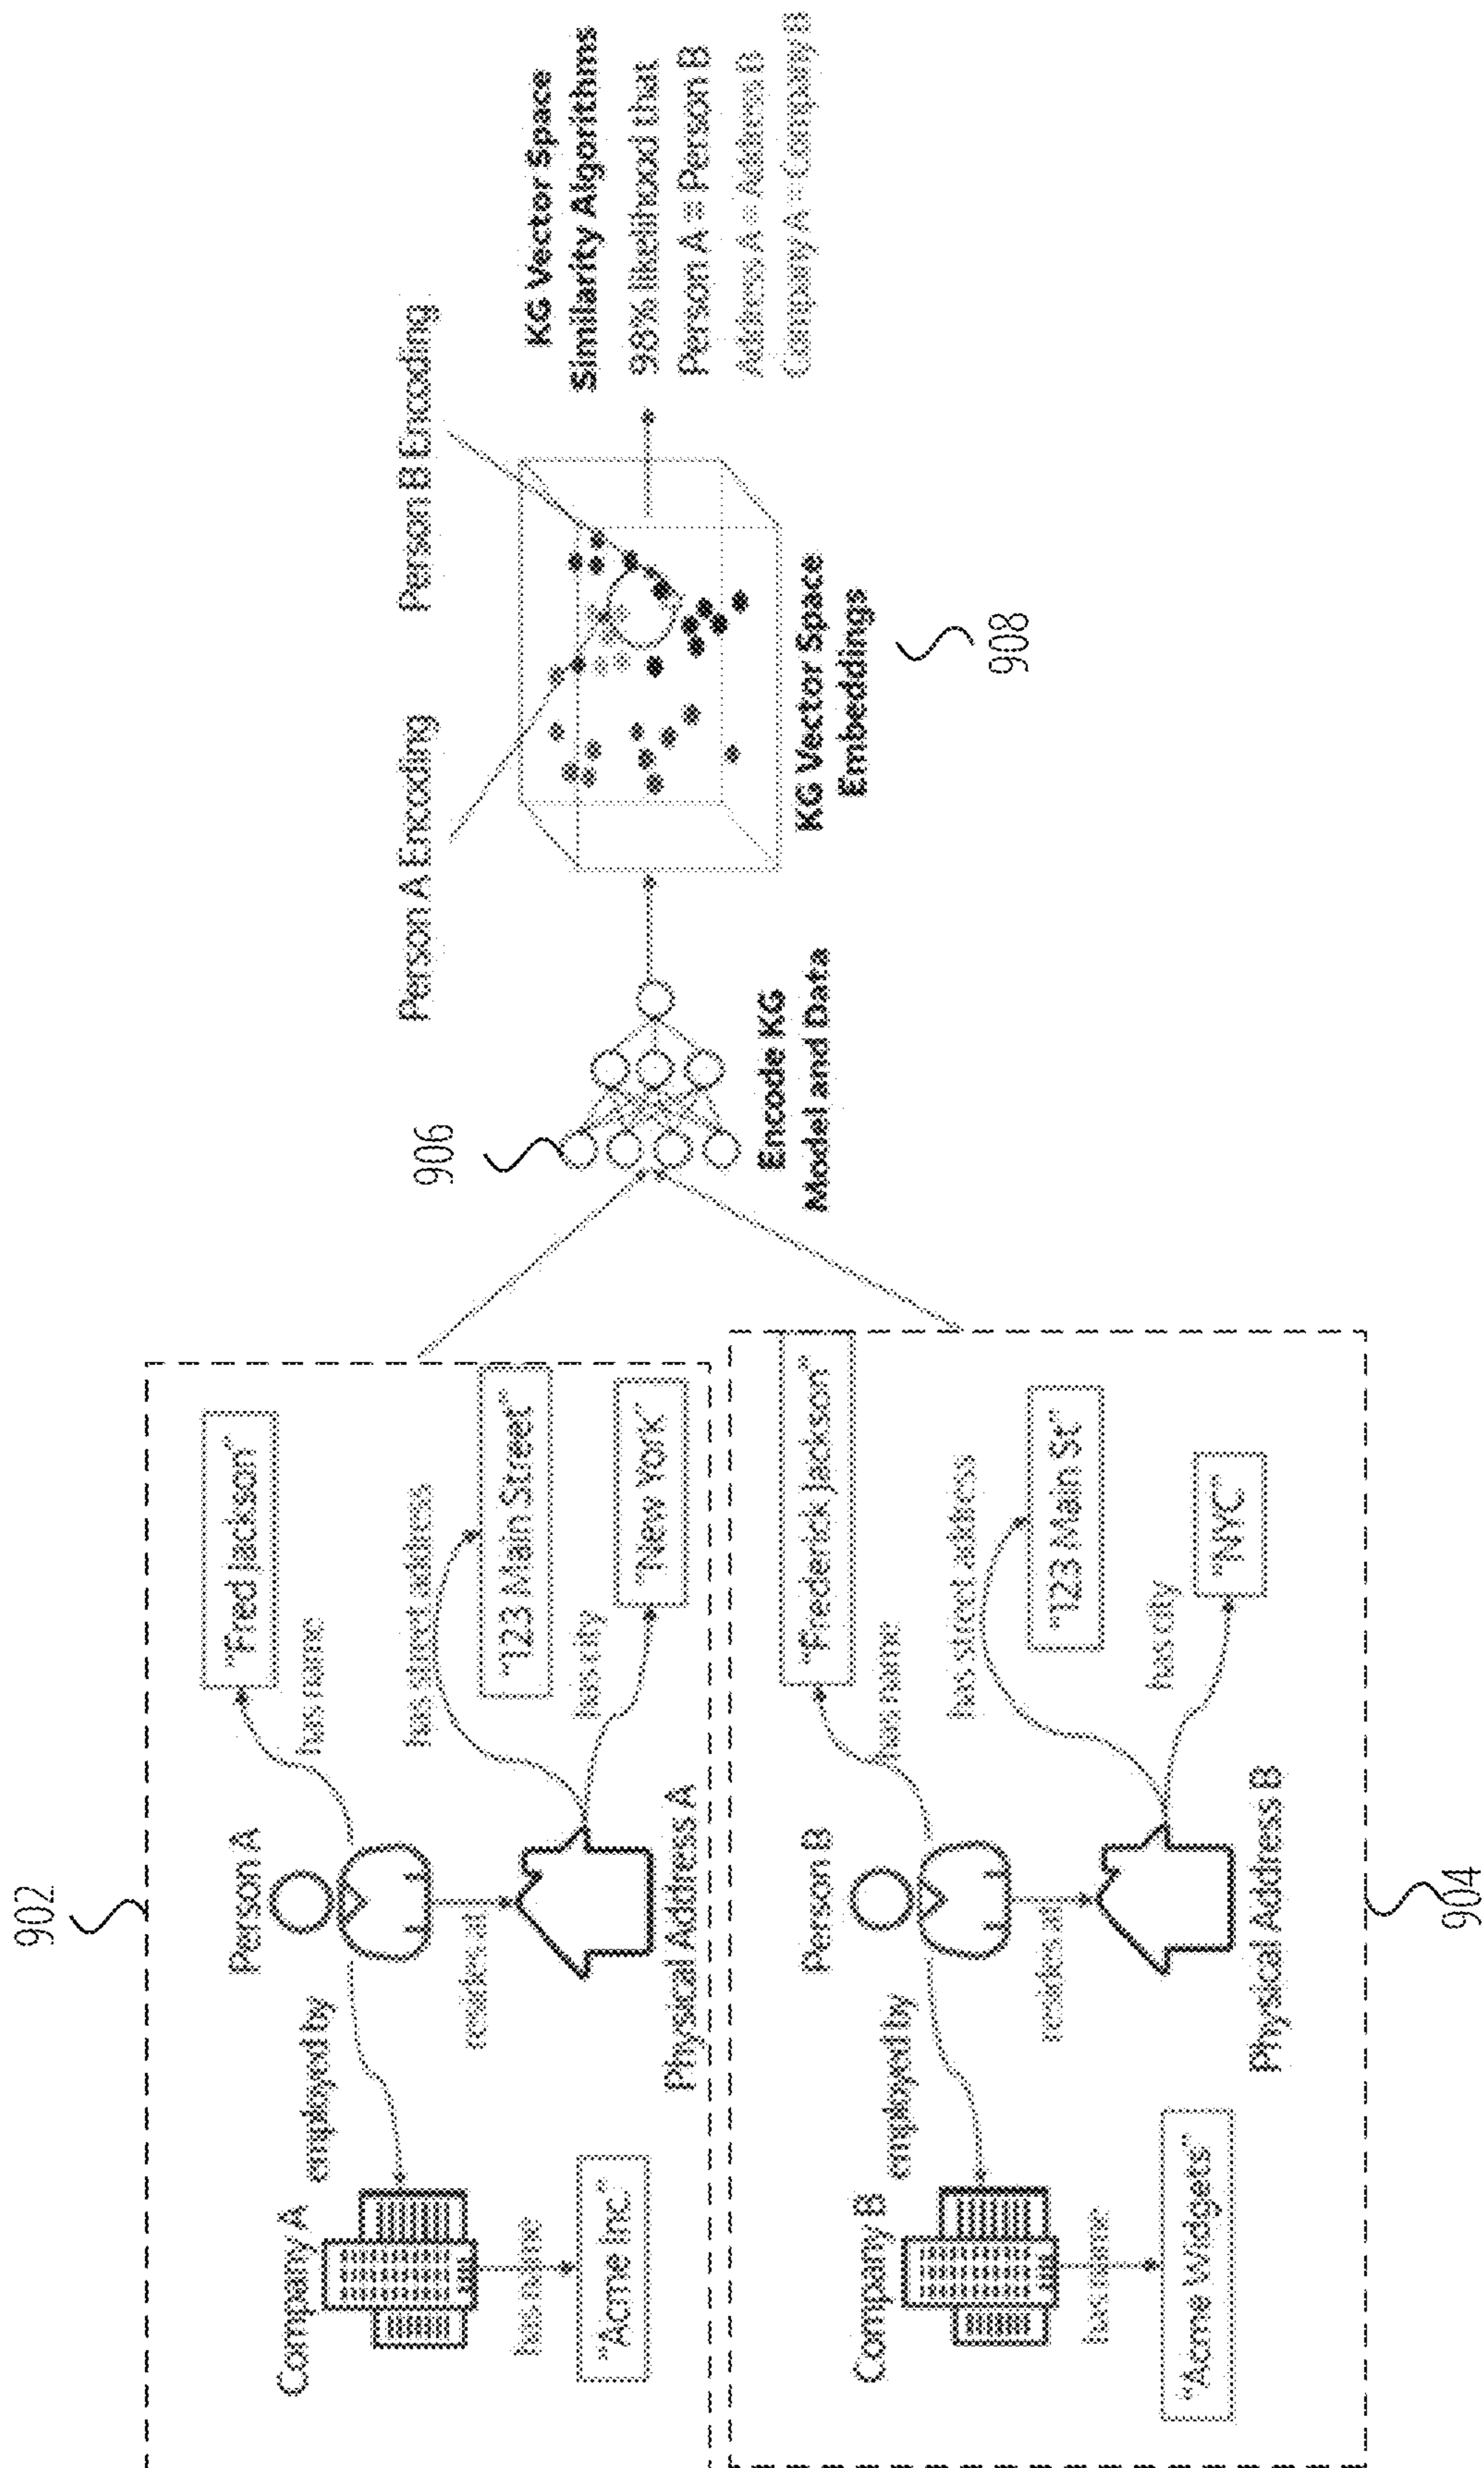 902
Person A
"Fred Jackson"
has name
Company A
employed by
has street address
resides at
"123 Main Street"
has name
has city
"Acme Inc."
Physical Address A
"New York"
Person B
"Frederick Jackson"
has name
Company B
employed by
has street address
resides at
"123 Main St"
has name
has city
"Acme Widgets"
Physical Address B
"NYC"
904
906
Encode KG
Model and Data
Person A Encoding
Person B Encoding
KG Vector Space
Embeddings
908
KG Vector Space
Similarity Algorithms
98% likelihood that
Person A = Person B
Address A = Address B
Company A = Company B